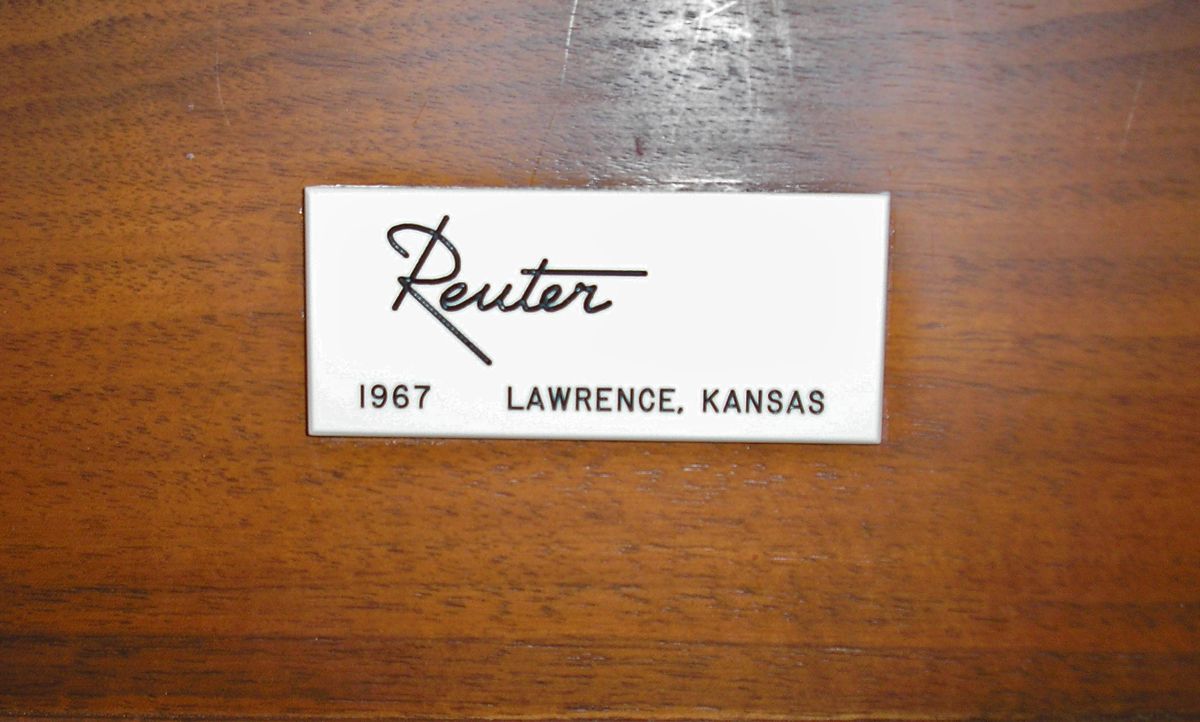 Reuter
1967 LAWRENCE, KANSAS